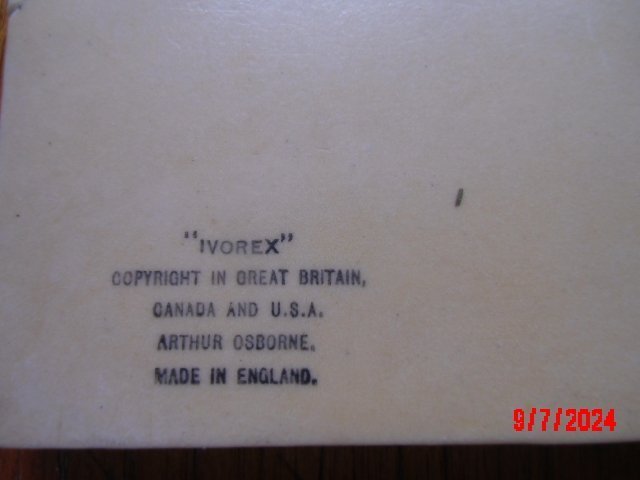 "IVOREX"
COPYRIGHT IN GREAT BRITAIN,
CANADA AND U.S.A.
ARTHUR OSBORNE.
MADE IN ENGLAND.
9/7/2024